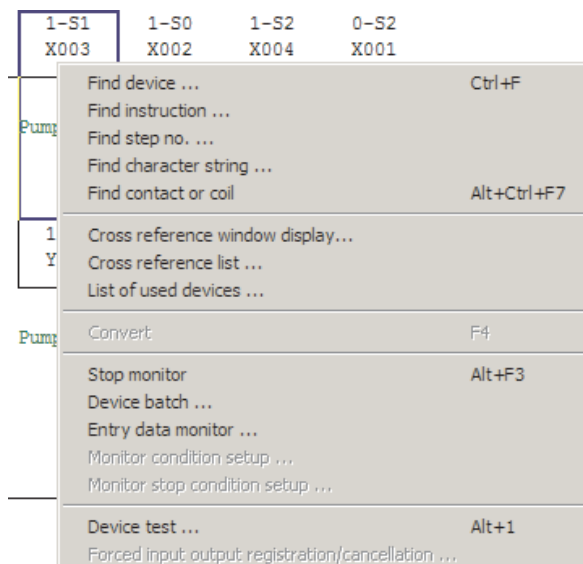 1-S1 1-S0 1-S2 0-S2
X003 X002 X004 X001
Find device ... Ctrl+F
Find instruction ...
Pump
Find step no. ...
Find character string ...
Find contact or coil Alt+Ctrl+F7
1
Cross reference window display...
Y
Cross reference list ...
List of used devices ...
Pump
Convert F4
Stop monitor Alt+F3
Device batch ...
Entry data monitor ...
Monitor condition setup ...
Monitor stop condition setup ...
Device test ... Alt+1
Forced input output registration/cancellation ...